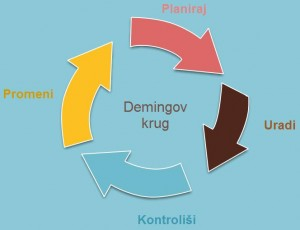 Planiraj
Promeni
Demingov
krug
Uradi
Kontroliši